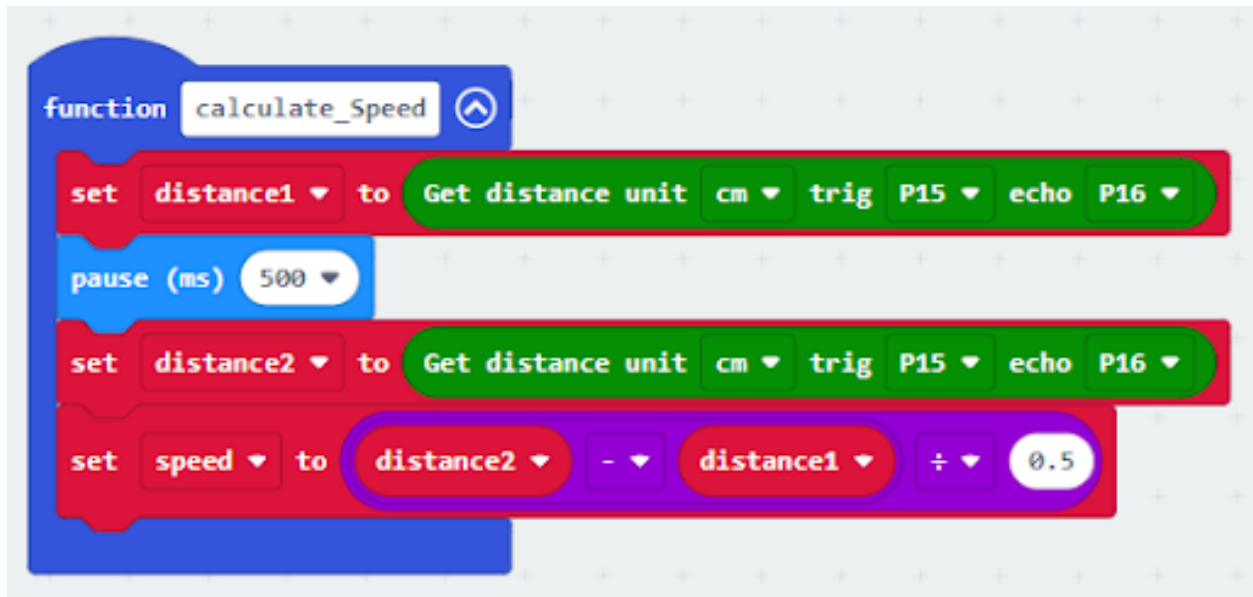 function calculate_Speed
set distance1 to Get distance unit cm trig P15 echo P16
pause (ms) 500
set distance2 to Get distance unit cm trig P15 echo P16
set speed to distance2 - distance1 ÷ 0.5